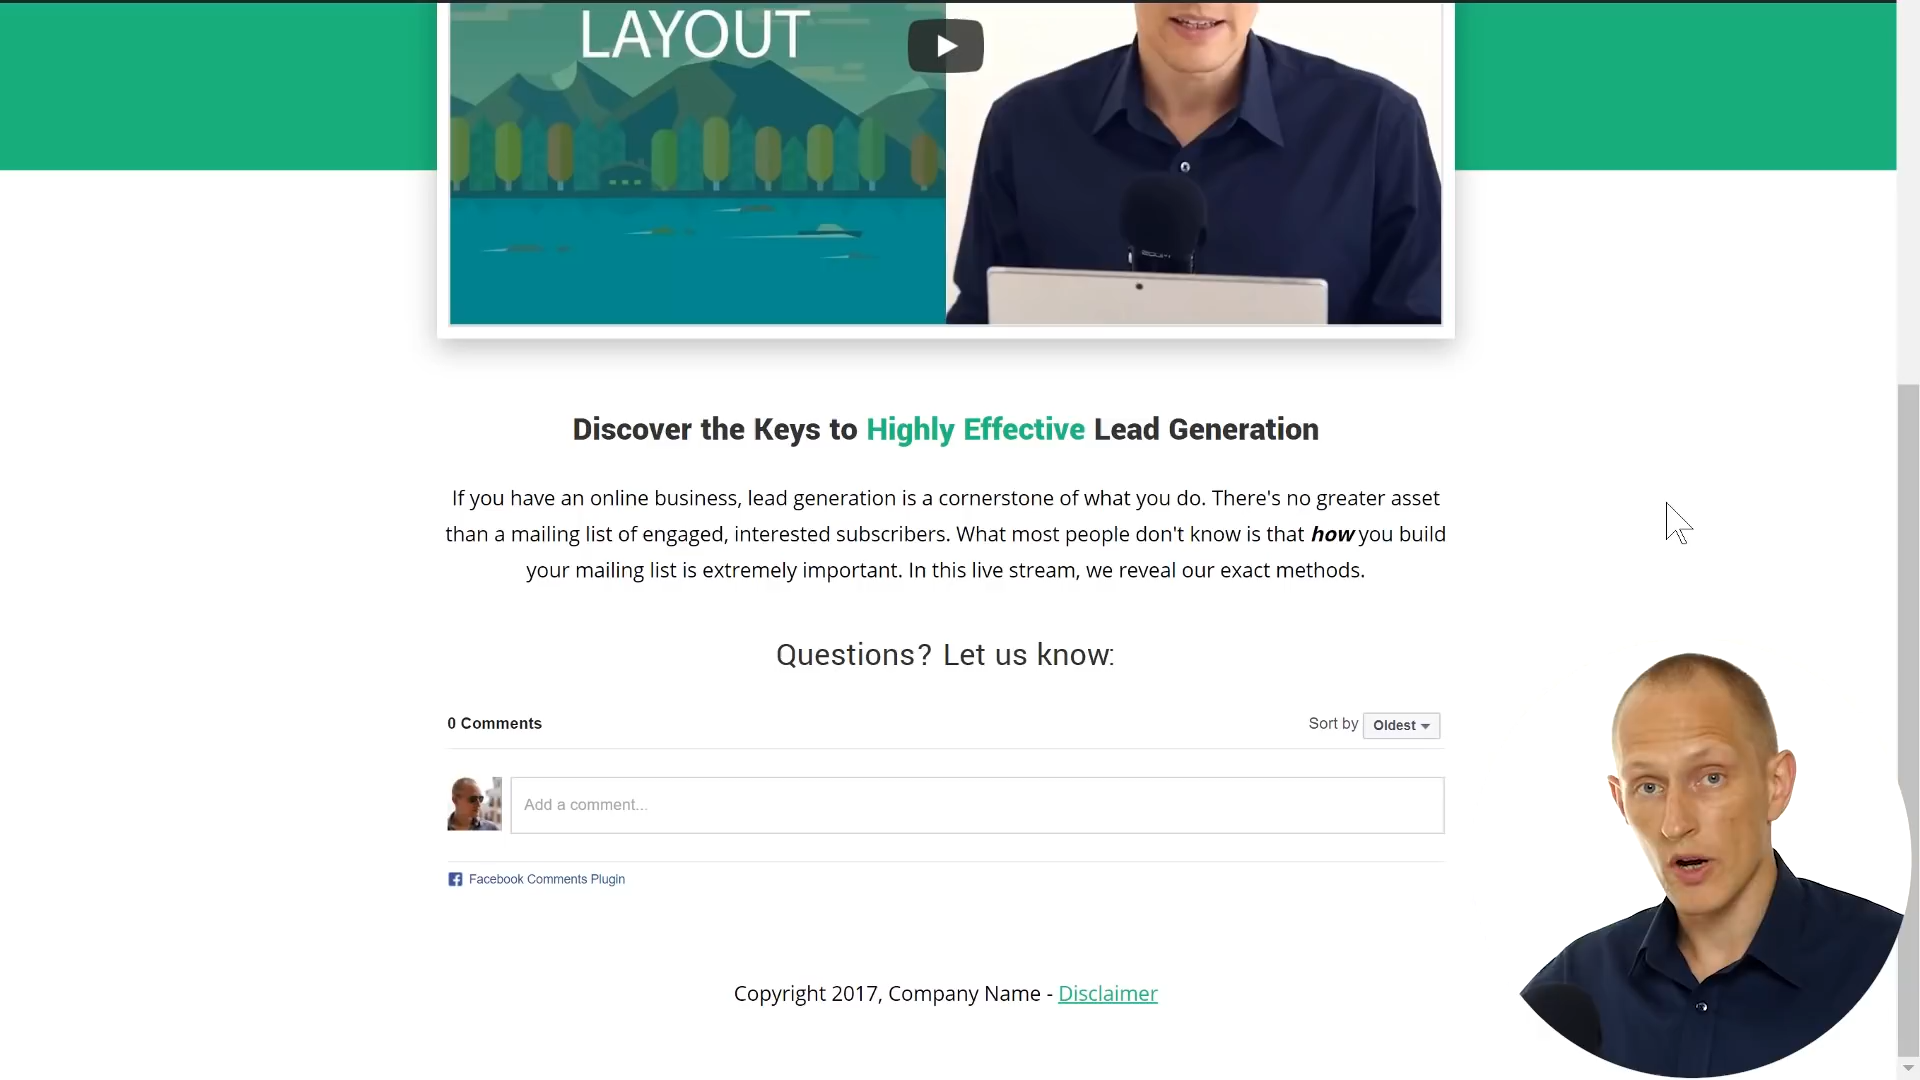 LAYOUT
Discover the Keys to Highly Effective Lead Generation
If you have an online business, lead generation is a cornerstone of what you do. There's no greater asset
than a mailing list of engaged, interested subscribers. What most people don't know is that how you build
your mailing list is extremely important. In this live stream, we reveal our exact methods.
Questions? Let us know:
0 Comments
Sort by Oldest
Add a comment...
Facebook Comments Plugin
Copyright 2017, Company Name - Disclaimer